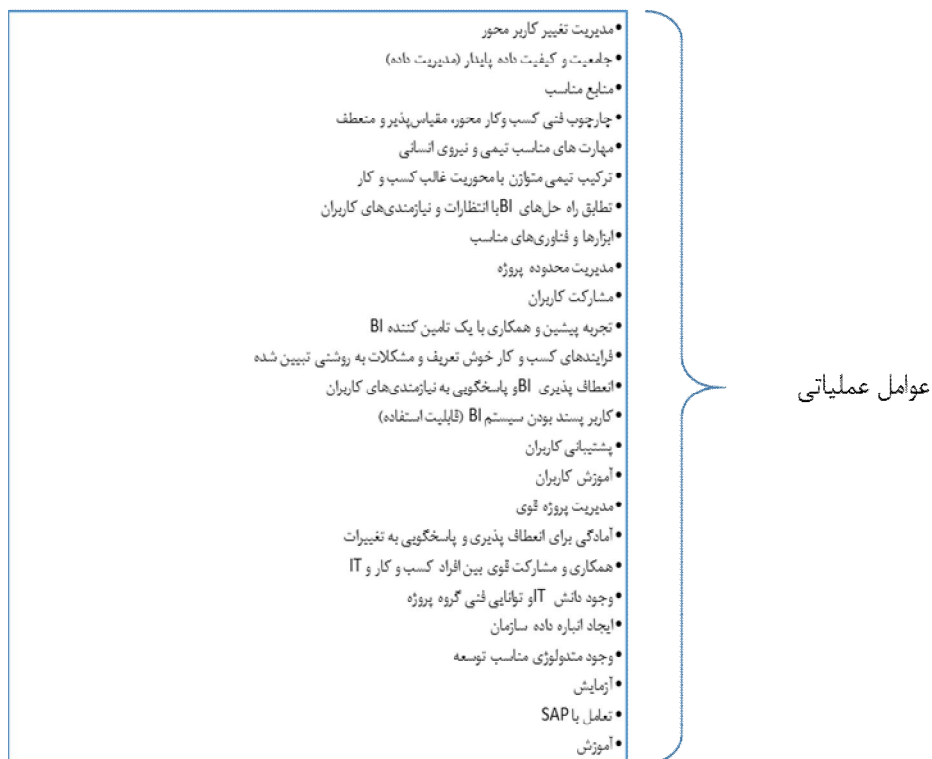 •مدیریت تغییر کاربر محور
•جامعیت و کیفیت داده پایدار (مدیریت داده)
•منابع مناسب
•چارچوب فنی کسب وکار محور، مقیاس‌پذیر و منعطف
•مهارت های مناسب تیمی و نیروی انسانی
•ترکیب تیمی متوازن با محوریت غالب کسب و کار
•تطابق راه حل‌های BIبا انتظارات و نیازمندی‌های کاربران
•ابزارها و فناوری‌های مناسب
•مدیریت محدوده پروژه
•مشارکت کاربران
•تجربه پیشین و همکاری با یک تامین کننده BI
•فرایندهای کسب و کار خوش تعریف و مشکلات به روشنی تبیین شده
•انعطاف پذیری BIو پاسخگویی به نیازمندی‌های کاربران
•کاربر پسند بودن سیستم BI (قابلیت استفاده)
•پشتیبانی کاربران
•آموزش کاربران
•مدیریت پروژه قوی
•آمادگی برای انعطاف پذیری و پاسخگویی به تغییرات
•همکاری و مشارکت قوی بین افراد کسب و کار و IT
•وجود دانش ITو توانایی فنی گروه پروژه
•ایجاد انباره داده سازمان
•وجود متدولوژی مناسب توسعه
•آزمایش
•تعامل با SAP
•آموزش
عوامل عملیاتی